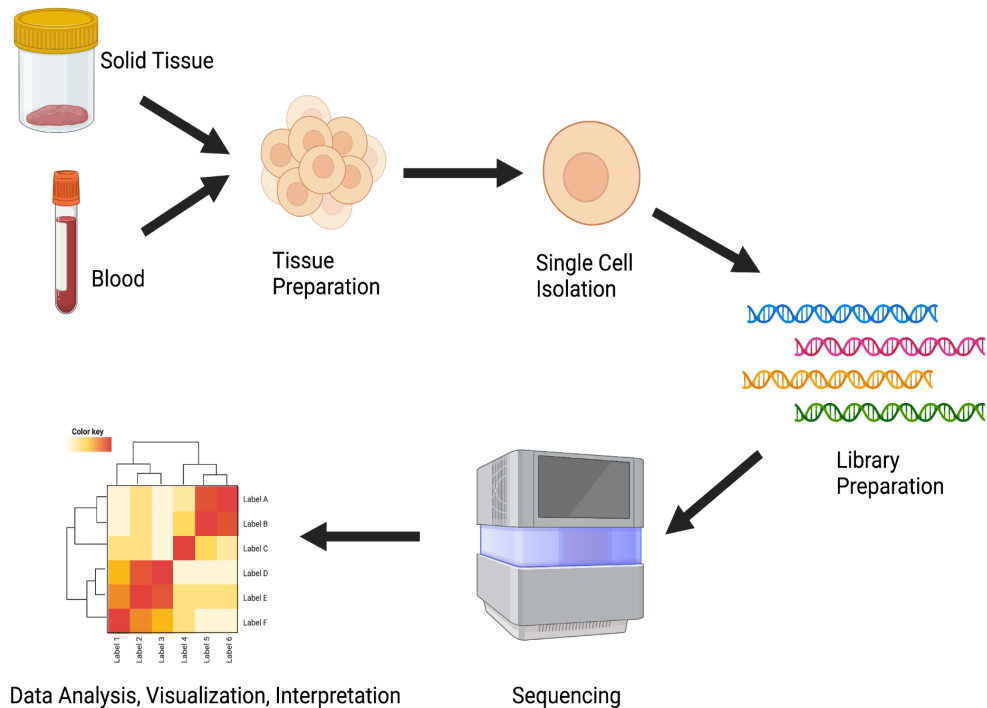 Solid Tissue
Blood
Tissue
Preparation
Single Cell
Isolation
Library
Preparation
Color key
Label A
Label B
Label C
Label D
Label E
Label F
Label 1
Label 2
Label 3
Label 4
Label 5
Label 6
Data Analysis, Visualization, Interpretation
Sequencing